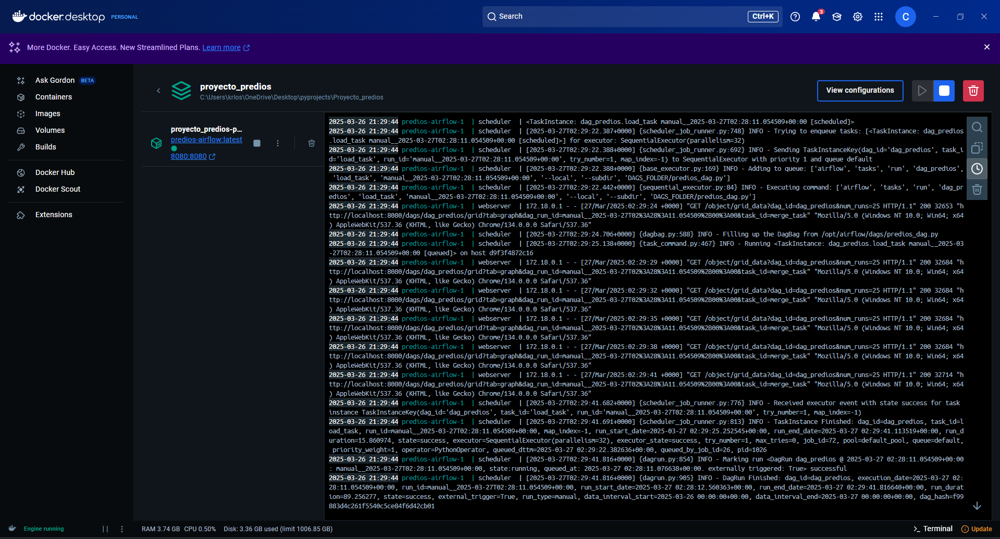 docker.desktop PERSONAL
Search
Ctrl+K
3
C
More Docker. Easy Access. New Streamlined Plans. Learn more
Ask Gordon BETA
Containers
Images
Volumes
Builds
Docker Hub
Docker Scout
Extensions
proyecto_predios
C:\Users\krlos\OneDrive\Desktop\pyprojects\Proyecto_predios
View configurations
proyecto_predios-p...
predios-airflow:latest
8080:8080
2025-03-26 21:29:44 predios-airflow-1 | scheduler | <TaskInstance: dag_predios.load_task manual__2025-03-27T02:28:11.054509+00:00 [scheduled]>
2025-03-26 21:29:44 predios-airflow-1 | scheduler | [2025-03-27T02:29:22.387+0000] {scheduler_job_runner.py:748} INFO - Trying to enqueue tasks: [<TaskInstance: dag_predios
.load_task manual__2025-03-27T02:28:11.054509+00:00 [scheduled]>] for executor: SequentialExecutor(parallelism=32)
2025-03-26 21:29:44 predios-airflow-1 | scheduler | [2025-03-27T02:29:22.388+0000] {scheduler_job_runner.py:692} INFO - Sending TaskInstanceKey(dag_id='dag_predios', task_i
d='load_task', run_id='manual__2025-03-27T02:28:11.054509+00:00', try_number=1, map_index=-1) to SequentialExecutor with priority 1 and queue default
2025-03-26 21:29:44 predios-airflow-1 | scheduler | [2025-03-27T02:29:22.388+0000] {base_executor.py:169} INFO - Adding to queue: ['airflow', 'tasks', 'run', 'dag_predios',
'load_task', 'manual__2025-03-27T02:28:11.054509+00:00', '--local', '--subdir', 'DAGS_FOLDER/predios_dag.py']
2025-03-26 21:29:44 predios-airflow-1 | scheduler | [2025-03-27T02:29:22.442+0000] {sequential_executor.py:84} INFO - Executing command: ['airflow', 'tasks', 'run', 'dag_pr
edios', 'load_task', 'manual__2025-03-27T02:28:11.054509+00:00', '--local', '--subdir', 'DAGS_FOLDER/predios_dag.py']
2025-03-26 21:29:44 predios-airflow-1 | webserver | 172.18.0.1 - - [27/Mar/2025:02:29:24 +0000] "GET /object/grid_data?dag_id=dag_predios&num_runs=25 HTTP/1.1" 200 32653 "h
ttp://localhost:8080/dags/dag_predios/grid?tab=graph&dag_run_id=manual__2025-03-27T02%3A28%3A11.054509%2B00%3A00&task_id=merge_task" "Mozilla/5.0 (Windows NT 10.0; Win64; x64
) AppleWebKit/537.36 (KHTML, like Gecko) Chrome/134.0.0.0 Safari/537.36"
2025-03-26 21:29:44 predios-airflow-1 | scheduler | [2025-03-27T02:29:24.706+0000] {dagbag.py:588} INFO - Filling up the DagBag from /opt/airflow/dags/predios_dag.py
2025-03-26 21:29:44 predios-airflow-1 | scheduler | [2025-03-27T02:29:25.138+0000] {task_command.py:467} INFO - Running <TaskInstance: dag_predios.load_task manual__2025-03
-27T02:28:11.054509+00:00 [queued]> on host d9f3f4872c16
2025-03-26 21:29:44 predios-airflow-1 | webserver | 172.18.0.1 - - [27/Mar/2025:02:29:29 +0000] "GET /object/grid_data?dag_id=dag_predios&num_runs=25 HTTP/1.1" 200 32684 "h
ttp://localhost:8080/dags/dag_predios/grid?tab=graph&dag_run_id=manual__2025-03-27T02%3A28%3A11.054509%2B00%3A00&task_id=merge_task" "Mozilla/5.0 (Windows NT 10.0; Win64; x64
) AppleWebKit/537.36 (KHTML, like Gecko) Chrome/134.0.0.0 Safari/537.36"
2025-03-26 21:29:44 predios-airflow-1 | webserver | 172.18.0.1 - - [27/Mar/2025:02:29:32 +0000] "GET /object/grid_data?dag_id=dag_predios&num_runs=25 HTTP/1.1" 200 32684 "h
ttp://localhost:8080/dags/dag_predios/grid?tab=graph&dag_run_id=manual__2025-03-27T02%3A28%3A11.054509%2B00%3A00&task_id=merge_task" "Mozilla/5.0 (Windows NT 10.0; Win64; x64
) AppleWebKit/537.36 (KHTML, like Gecko) Chrome/134.0.0.0 Safari/537.36"
2025-03-26 21:29:44 predios-airflow-1 | webserver | 172.18.0.1 - - [27/Mar/2025:02:29:35 +0000] "GET /object/grid_data?dag_id=dag_predios&num_runs=25 HTTP/1.1" 200 32684 "h
ttp://localhost:8080/dags/dag_predios/grid?tab=graph&dag_run_id=manual__2025-03-27T02%3A28%3A11.054509%2B00%3A00&task_id=merge_task" "Mozilla/5.0 (Windows NT 10.0; Win64; x64
) AppleWebKit/537.36 (KHTML, like Gecko) Chrome/134.0.0.0 Safari/537.36"
2025-03-26 21:29:44 predios-airflow-1 | webserver | 172.18.0.1 - - [27/Mar/2025:02:29:38 +0000] "GET /object/grid_data?dag_id=dag_predios&num_runs=25 HTTP/1.1" 200 32684 "h
ttp://localhost:8080/dags/dag_predios/grid?tab=graph&dag_run_id=manual__2025-03-27T02%3A28%3A11.054509%2B00%3A00&task_id=merge_task" "Mozilla/5.0 (Windows NT 10.0; Win64; x64
) AppleWebKit/537.36 (KHTML, like Gecko) Chrome/134.0.0.0 Safari/537.36"
2025-03-26 21:29:44 predios-airflow-1 | webserver | 172.18.0.1 - - [27/Mar/2025:02:29:41 +0000] "GET /object/grid_data?dag_id=dag_predios&num_runs=25 HTTP/1.1" 200 32714 "h
ttp://localhost:8080/dags/dag_predios/grid?tab=graph&dag_run_id=manual__2025-03-27T02%3A28%3A11.054509%2B00%3A00&task_id=merge_task" "Mozilla/5.0 (Windows NT 10.0; Win64; x64
) AppleWebKit/537.36 (KHTML, like Gecko) Chrome/134.0.0.0 Safari/537.36"
2025-03-26 21:29:44 predios-airflow-1 | scheduler | [2025-03-27T02:29:41.682+0000] {scheduler_job_runner.py:776} INFO - Received executor event with state success for task
instance TaskInstanceKey(dag_id='dag_predios', task_id='load_task', run_id='manual__2025-03-27T02:28:11.054509+00:00', try_number=1, map_index=-1)
2025-03-26 21:29:44 predios-airflow-1 | scheduler | [2025-03-27T02:29:41.691+0000] {scheduler_job_runner.py:813} INFO - TaskInstance Finished: dag_id=dag_predios, task_id=l
oad_task, run_id=manual__2025-03-27T02:28:11.054509+00:00, map_index=-1, run_start_date=2025-03-27 02:29:25.252545+00:00, run_end_date=2025-03-27 02:29:41.113519+00:00, run_d
uration=15.860974, state=success, executor=SequentialExecutor(parallelism=32), executor_state=success, try_number=1, max_tries=0, job_id=72, pool=default_pool, queue=default,
priority_weight=1, operator=PythonOperator, queued_dttm=2025-03-27 02:29:22.382636+00:00, queued_by_job_id=26, pid=1026
2025-03-26 21:29:44 predios-airflow-1 | scheduler | [2025-03-27T02:29:41.816+0000] {dagrun.py:854} INFO - Marking run <DagRun dag_predios @ 2025-03-27 02:28:11.054509+00:00
: manual__2025-03-27T02:28:11.054509+00:00, state:running, queued_at: 2025-03-27 02:28:11.076638+00:00. externally triggered: True> successful
2025-03-26 21:29:44 predios-airflow-1 | scheduler | [2025-03-27T02:29:41.816+0000] {dagrun.py:905} INFO - DagRun Finished: dag_id=dag_predios, execution_date=2025-03-27 02:
28:11.054509+00:00, run_id=manual__2025-03-27T02:28:11.054509+00:00, run_start_date=2025-03-27 02:28:12.560363+00:00, run_end_date=2025-03-27 02:29:41.816640+00:00, run_durat
ion=89.256277, state=success, external_trigger=True, run_type=manual, data_interval_start=2025-03-26 00:00:00+00:00, data_interval_end=2025-03-27 00:00:00+00:00, dag_hash=f99
883d4c261f5540c5ce84f6d42cb01
Engine running
RAM 3.74 GB CPU 0.50% Disk: 3.36 GB used (limit 1006.85 GB)
Terminal
Update